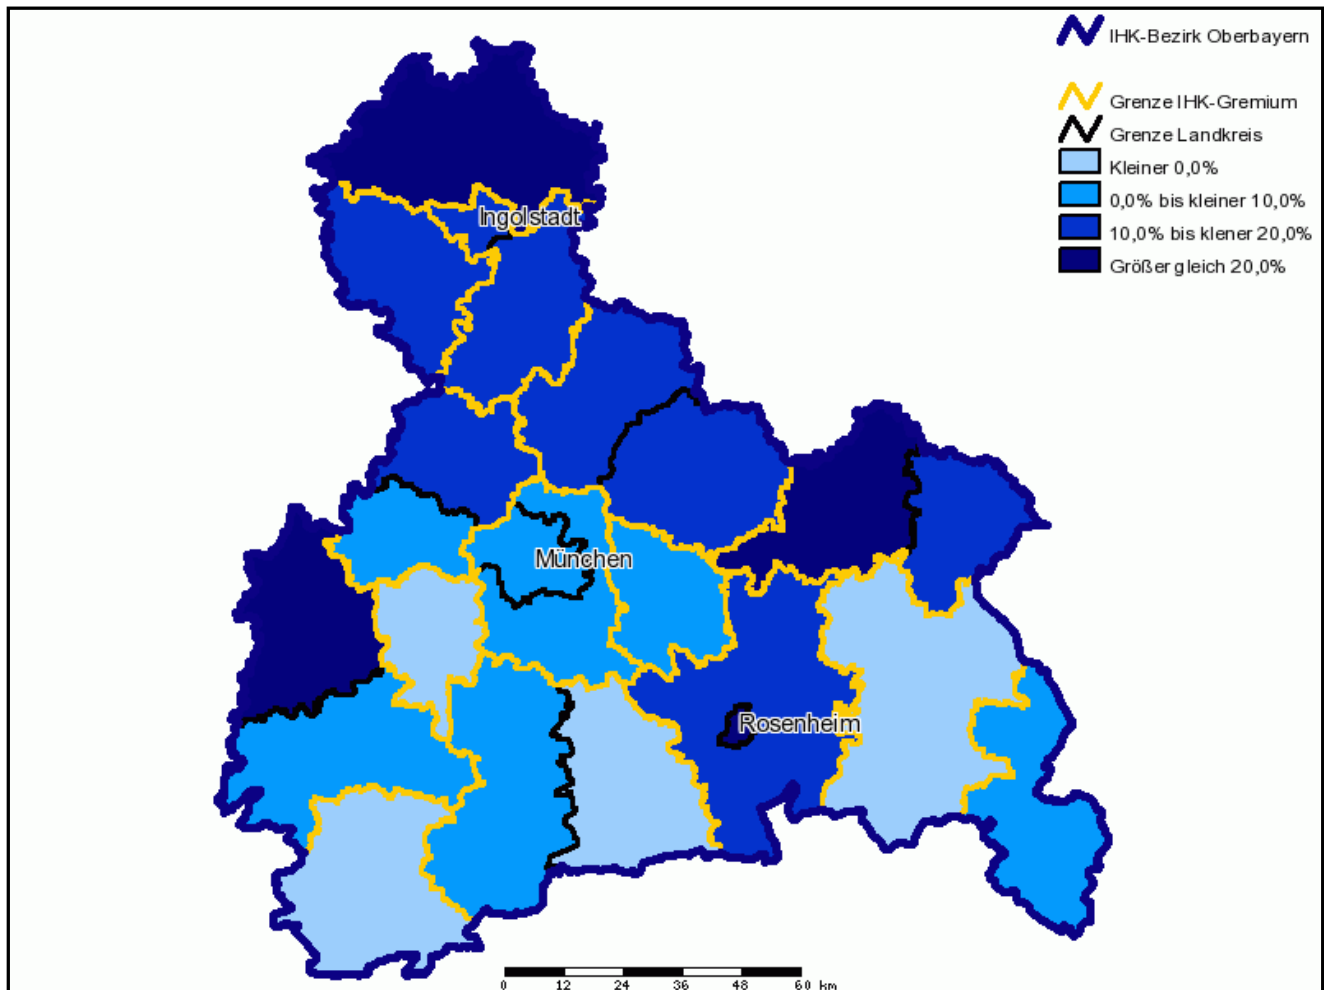 IHK-Bezirk Oberbayern
Grenze IHK-Gremium
Grenze Landkreis
Kleiner 0,0%
0,0% bis kleiner 10,0%
10,0% bis klener 20,0%
Größer gleich 20,0%
Ingolstadt
München
Rosenheim
0 12 24 36 48 60 km